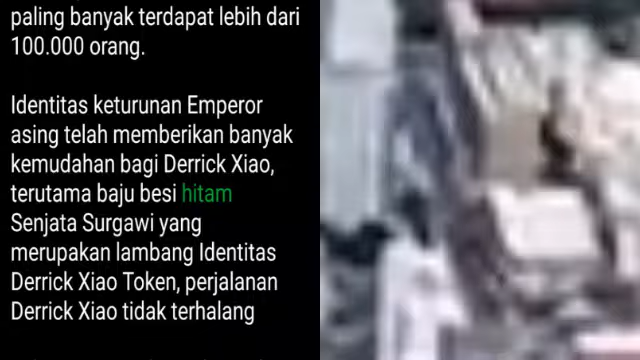 paling banyak terdapat lebih dari
100.000 orang.
Identitas keturunan Emperor
asing telah memberikan banyak
kemudahan bagi Derrick Xiao,
terutama baju besi hitam
Senjata Surgawi yang
merupakan lambang Identitas
Derrick Xiao Token, perjalanan
Derrick Xiao tidak terhalang